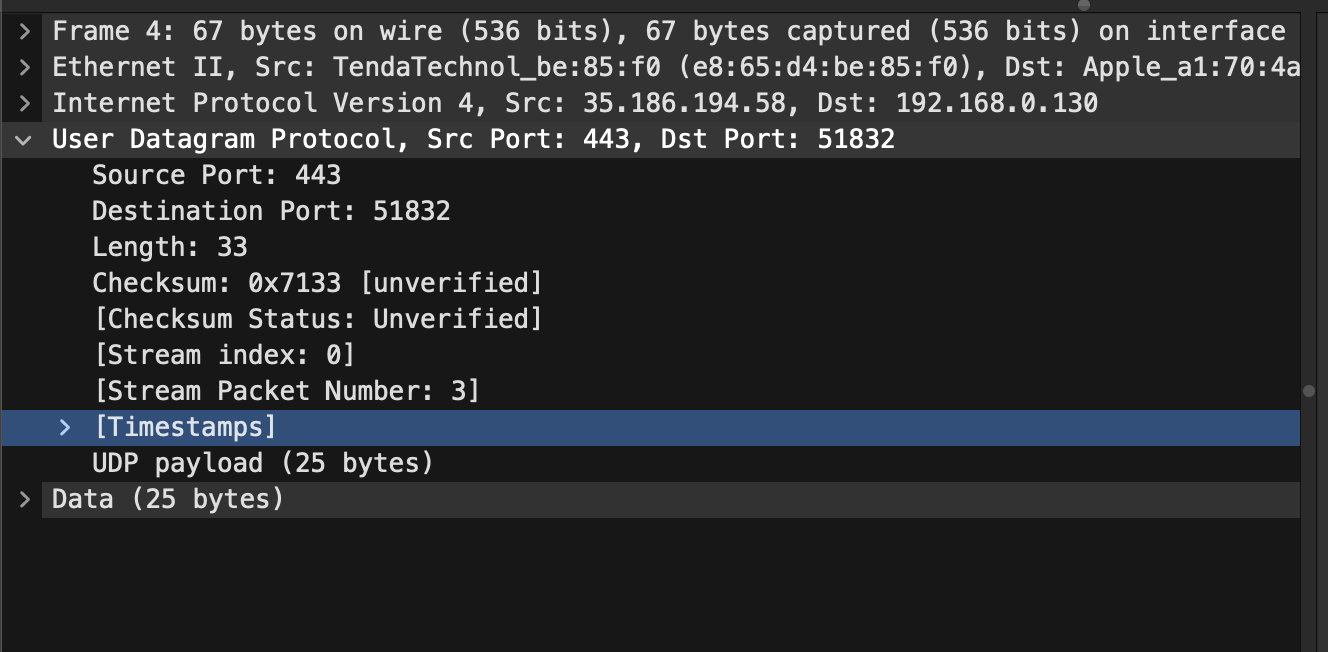 Frame 4: 67 bytes on wire (536 bits), 67 bytes captured (536 bits) on interface
Ethernet II, Src: TendaTechnol_be:85:f0 (e8:65:d4:be:85:f0), Dst: Apple_a1:70:4a
Internet Protocol Version 4, Src: 35.186.194.58, Dst: 192.168.0.130
User Datagram Protocol, Src Port: 443, Dst Port: 51832
Source Port: 443
Destination Port: 51832
Length: 33
Checksum: 0x7133 [unverified]
[Checksum Status: Unverified]
[Stream index: 0]
[Stream Packet Number: 3]
[Timestamps]
UDP payload (25 bytes)
Data (25 bytes)